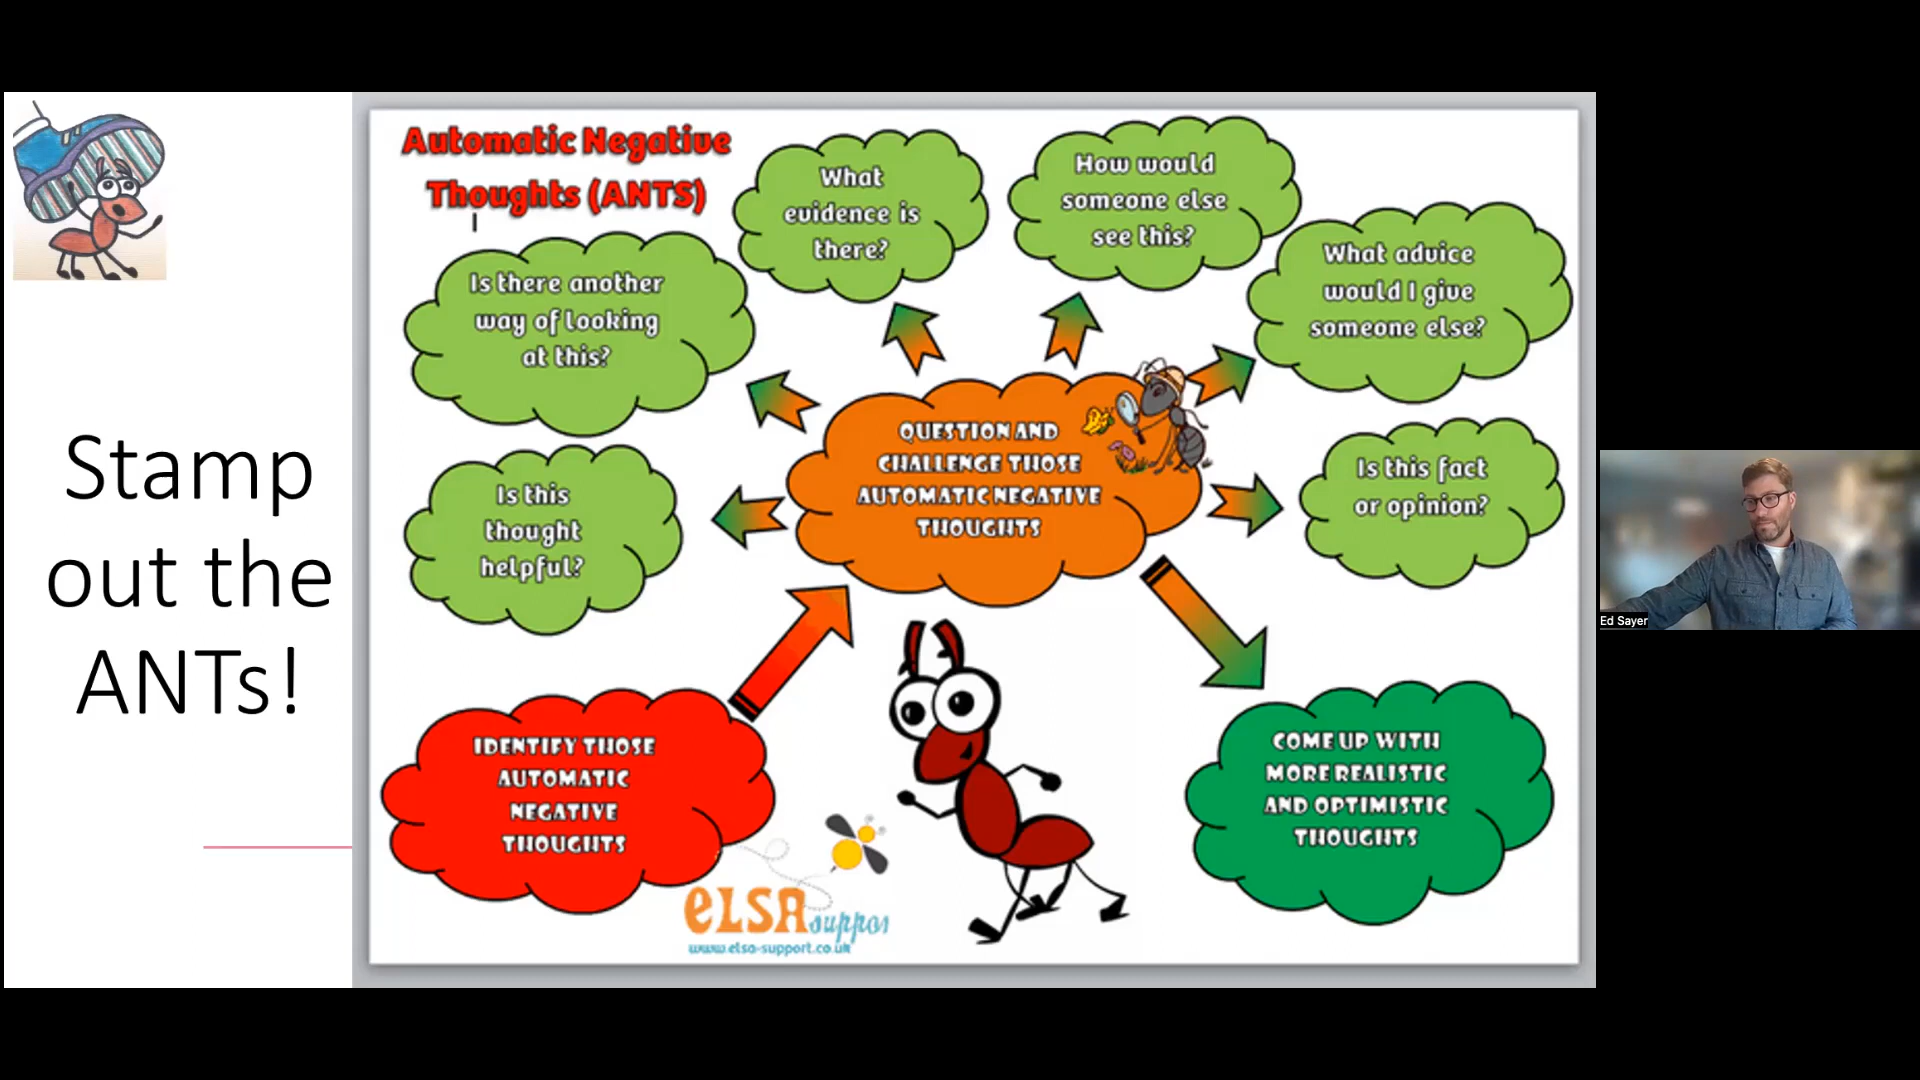 Stamp
out the
ANTs!
Automatic Negative
Thoughts (ANTS)
What
evidence is
there?
How would
someone else
see this?
Is there another
way of looking
at this?
What advice
would I give
someone else?
QUESTION AND
CHALLENGE THOSE
AUTOMATIC NEGATIVE
THOUGHTS
Is this
thought
helpful?
Is this fact
or opinion?
IDENTIFY THOSE
AUTOMATIC
NEGATIVE
THOUGHTS
COME UP WITH
MORE REALISTIC
AND OPTIMISTIC
THOUGHTS
eLSA suppor
www.elsa-support.co.uk
Ed Sayer